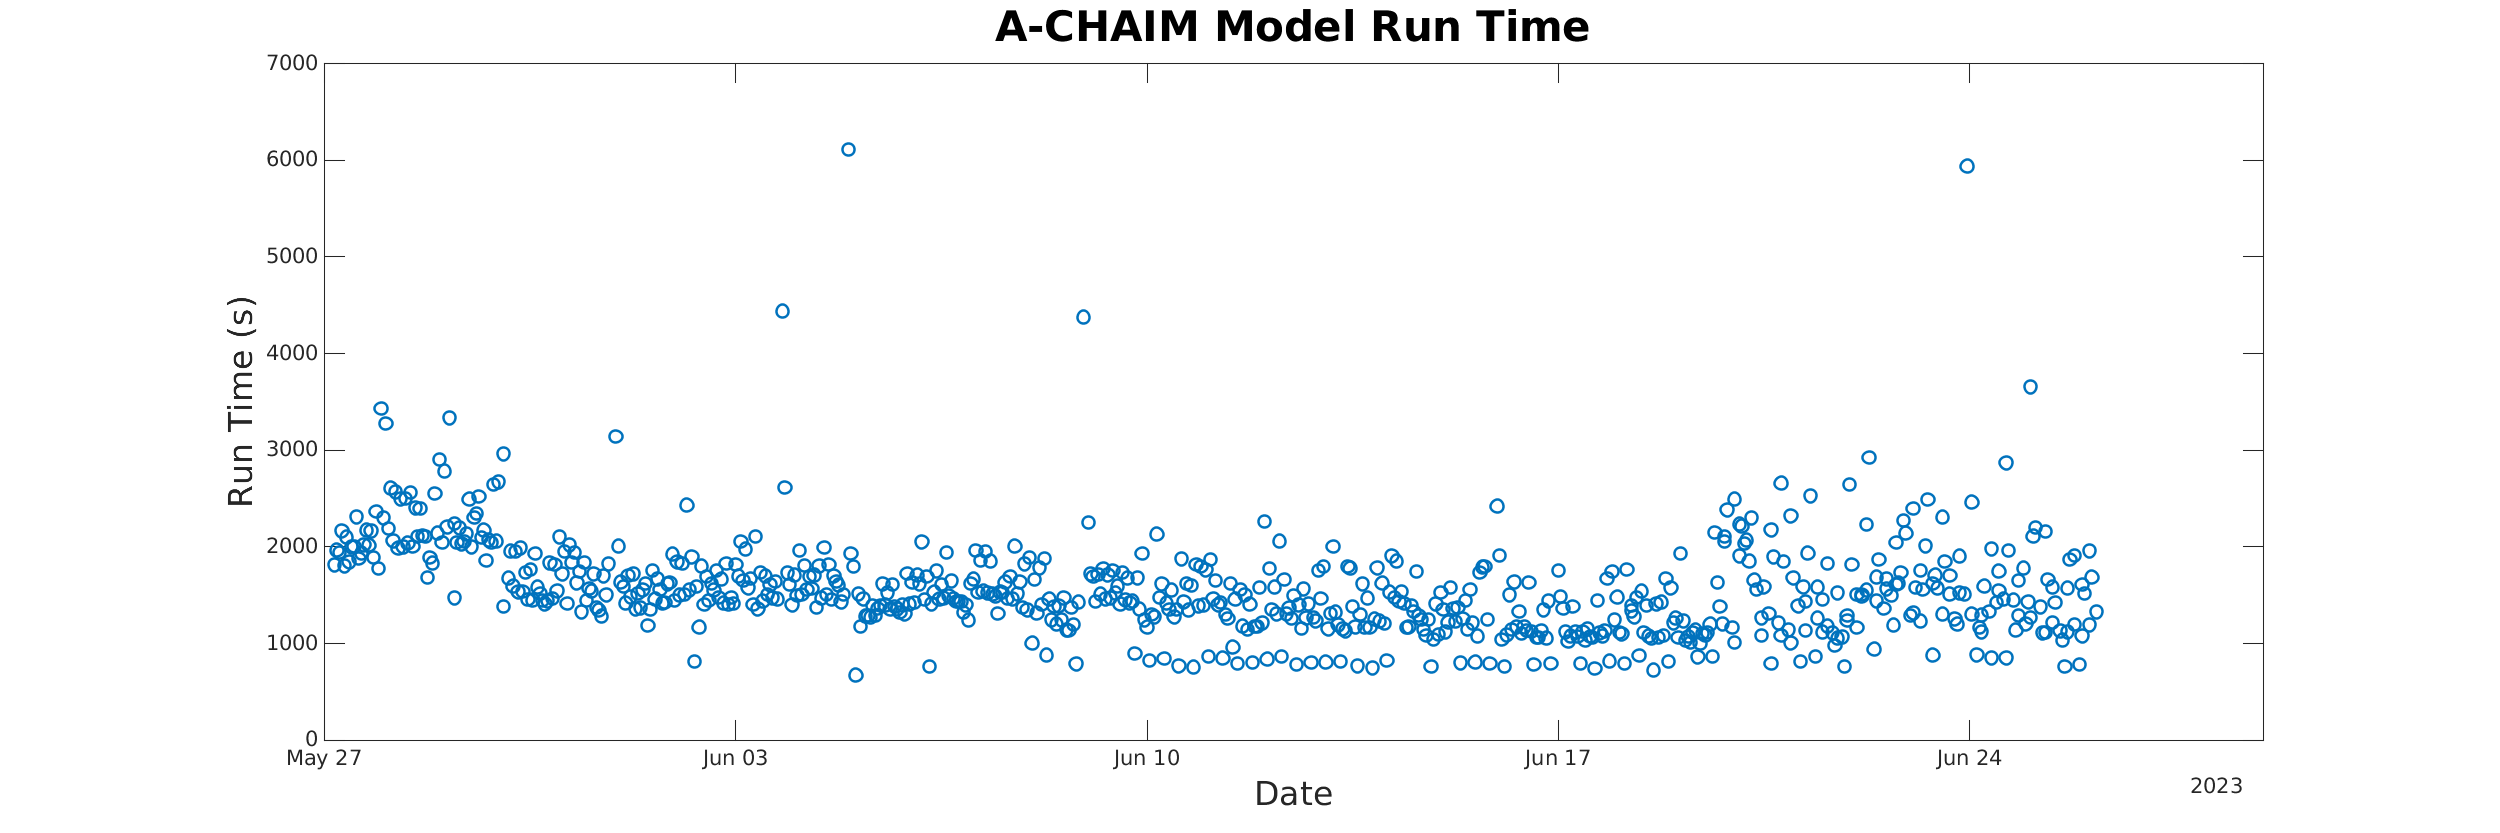 A-CHAIM Model Run Time
7000
6000
5000
4000
3000
2000
1000
0
Run Time (s)
May 27 Jun 03 Jun 10 Jun 17 Jun 24
2023
Date